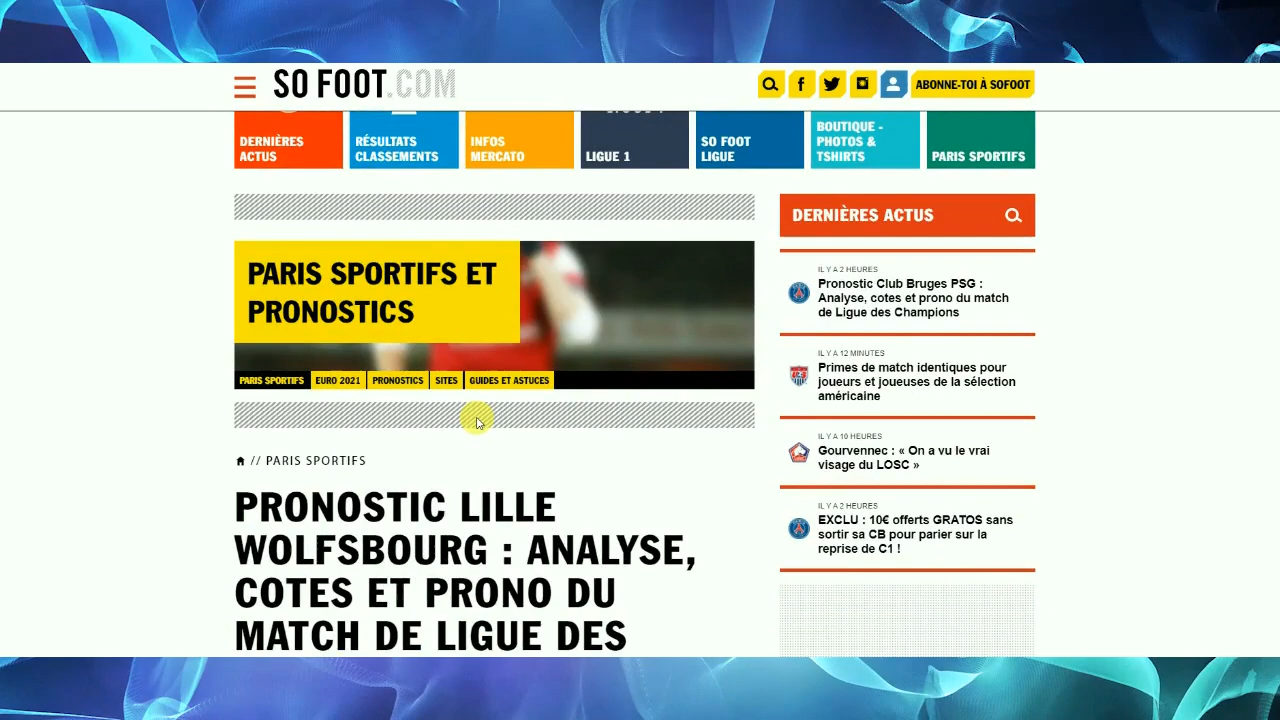 SO FOOT.COM
ABONNE-TOI À SOFOOT
DERNIÈRES
ACTUS
RÉSULTATS
CLASSEMENTS
INFOS
MERCATO
LIGUE 1
SO FOOT
LIGUE
BOUTIQUE -
PHOTOS &
TSHIRTS
PARIS SPORTIFS
PARIS SPORTIFS ET
PRONOSTICS
PARIS SPORTIFS
EURO 2021
PRONOSTICS
SITES
GUIDES ET ASTUCES
// PARIS SPORTIFS
PRONOSTIC LILLE
WOLFSBOURG : ANALYSE,
COTES ET PRONO DU
MATCH DE LIGUE DES
DERNIÈRES ACTUS
IL Y A 2 HEURES
Pronostic Club Bruges PSG :
Analyse, cotes et prono du match
de Ligue des Champions
IL Y A 12 MINUTES
Primes de match identiques pour
joueurs et joueuses de la sélection
américaine
IL Y A 10 HEURES
Gourvennec : « On a vu le vrai
visage du LOSC »
IL Y A 2 HEURES
EXCLU : 10€ offerts GRATOS sans
sortir sa CB pour parier sur la
reprise de C1 !